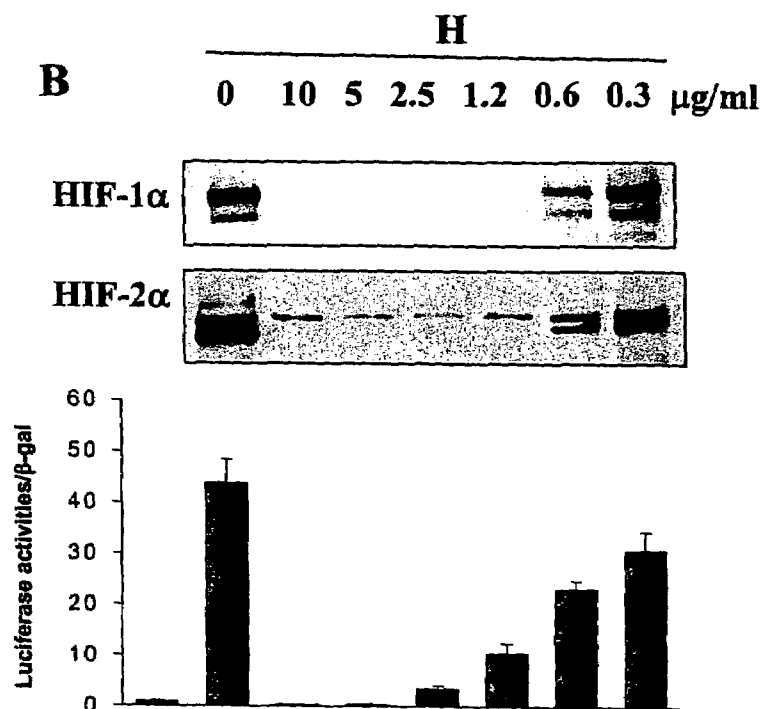 H
B
0 10 5 2.5 1.2 0.6 0.3 μg/ml
HIF-1α
HIF-2α
Luciferase activities/β-gal
60
50
40
30
20
10
0